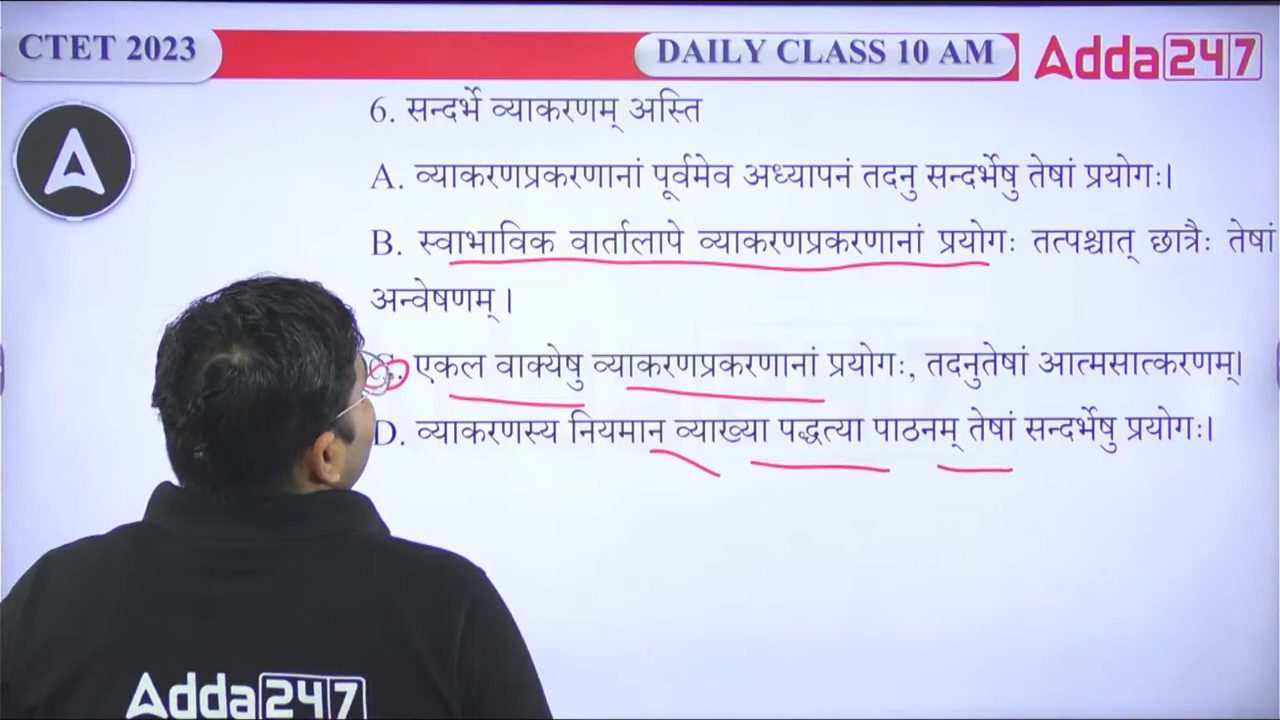 CTET 2023
DAILY CLASS 10 AM
Adda247
6. सन्दर्भे व्याकरणम् अस्ति
A. व्याकरणप्रकरणानां पूर्वमेव अध्यापनं तदनु सन्दर्भेषु तेषां प्रयोगः।
B. स्वाभाविक वार्तालापे व्याकरणप्रकरणानां प्रयोगः तत्पश्चात् छात्रैः तेषां
अन्वेषणम् ।
एकल वाक्येषु व्याकरणप्रकरणानां प्रयोगः, तदनुतेषां आत्मसात्करणम्।
D. व्याकरणस्य नियमान् व्याख्या पद्धत्या पाठनम् तेषां सन्दर्भेषु प्रयोगः।
Adda247